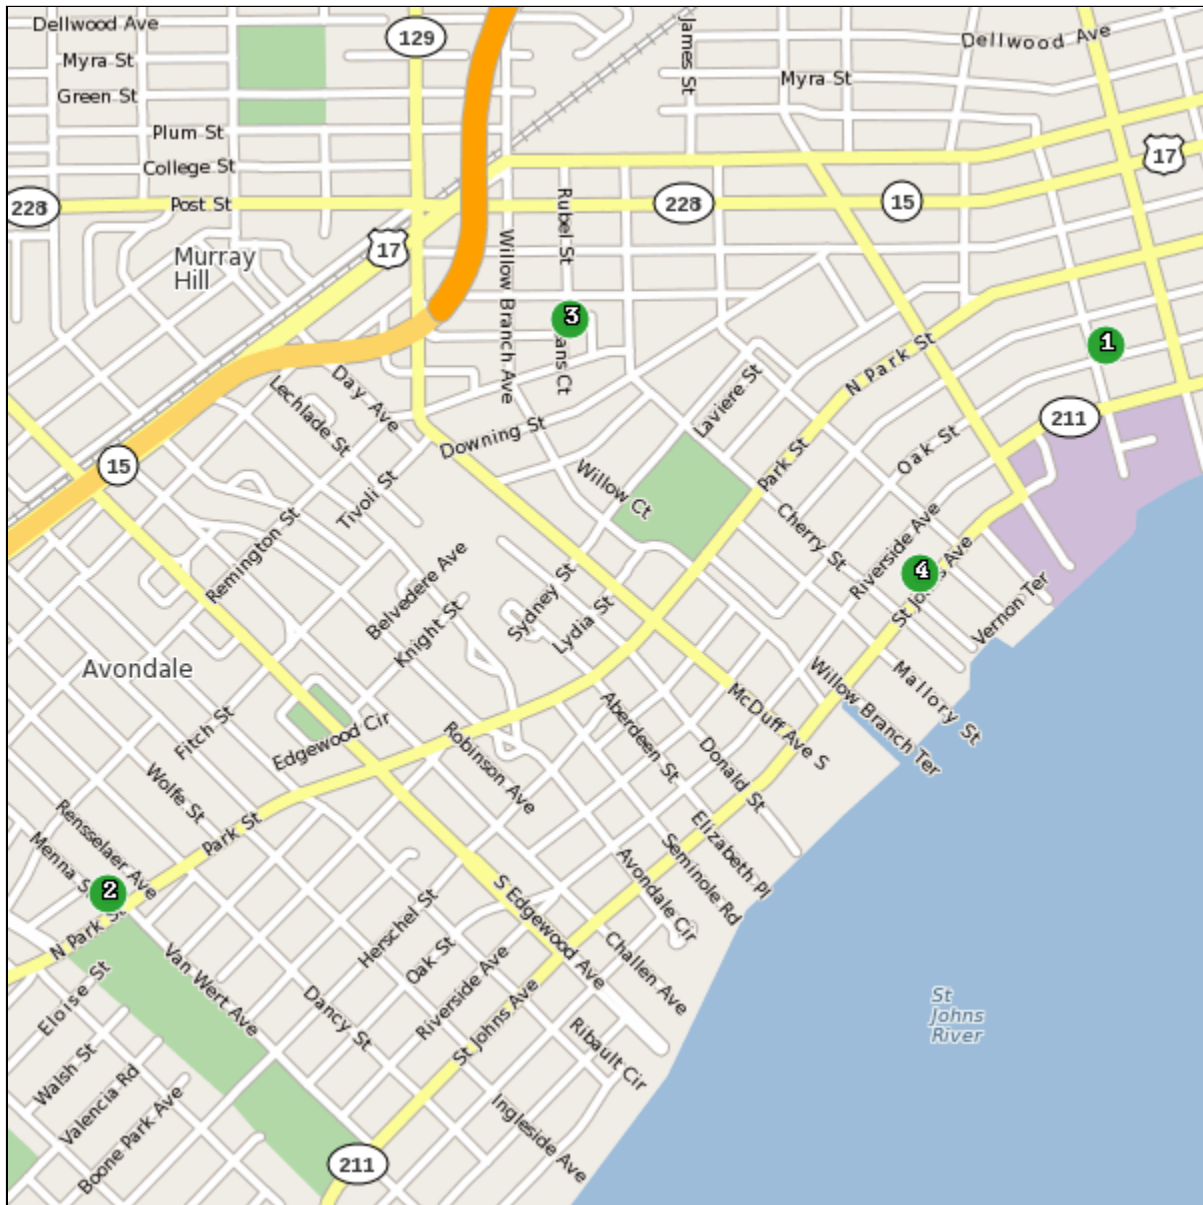 Dellwood Ave
129
James St
Dellwood Ave
Myra St
Myra St
Green St
Plum St
College St
17
228
Post St
Rubel St
228
15
17
Murray
Hill
Willow Branch Ave
3
ans Ct
1
N Park St
Day Ave
Lechlade St
Laviere St
211
Downing St
Oak St
15
Park St
Willow Ct
Tivoli St
Cherry St
Remington St
Riverside Ave
4
St Johns Ave
Belvedere Ave
Sydney St
Lydia St
Vernon Ter
Knight St
Avondale
Mallory St
Willow Branch Ter
McDuff Ave S
Fitch St
Edgewood Cir
Aberdeen St
Robinson Ave
Donald St
Wolfe St
Rensselaer Ave
Park St
Elizabeth Pl
Seminole Rd
Menna S
2
Avondale Cir
S Edgewood Ave
N Park St
Herschel St
Oak St
Challen Ave
Van Wert Ave
Riverside Ave
Eloise St
Dancy St
St Johns Ave
St
Johns
River
Ribault Cir
Walsh St
Valencia Rd
Boone Park Ave
Ingleside Ave
211